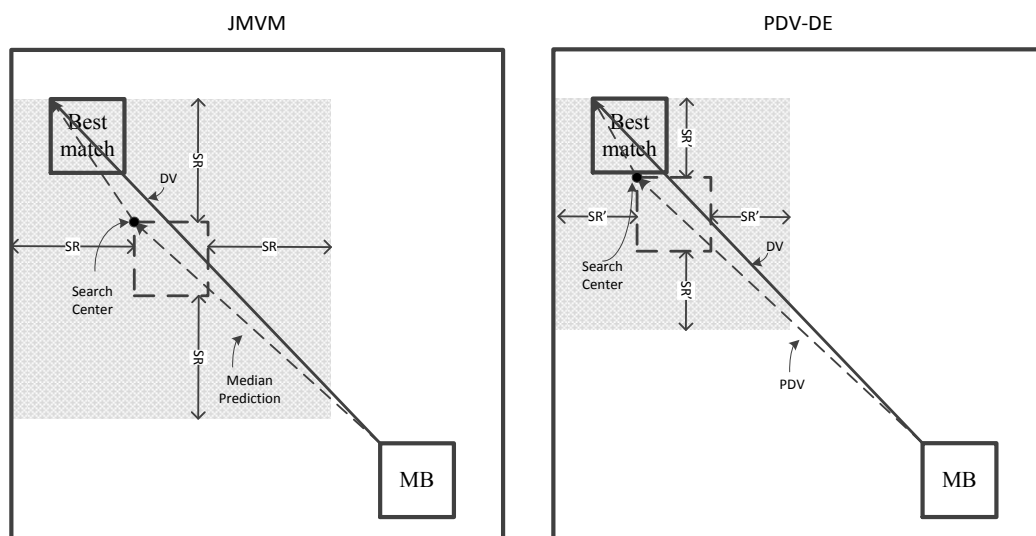 JMVM
Best
match
DV
SR
SR
SR
Search
Center
SR
Median
Prediction
MB
PDV-DE
Best
match
SR’
SR’
SR’
Search
Center
DV
SR’
PDV
MB